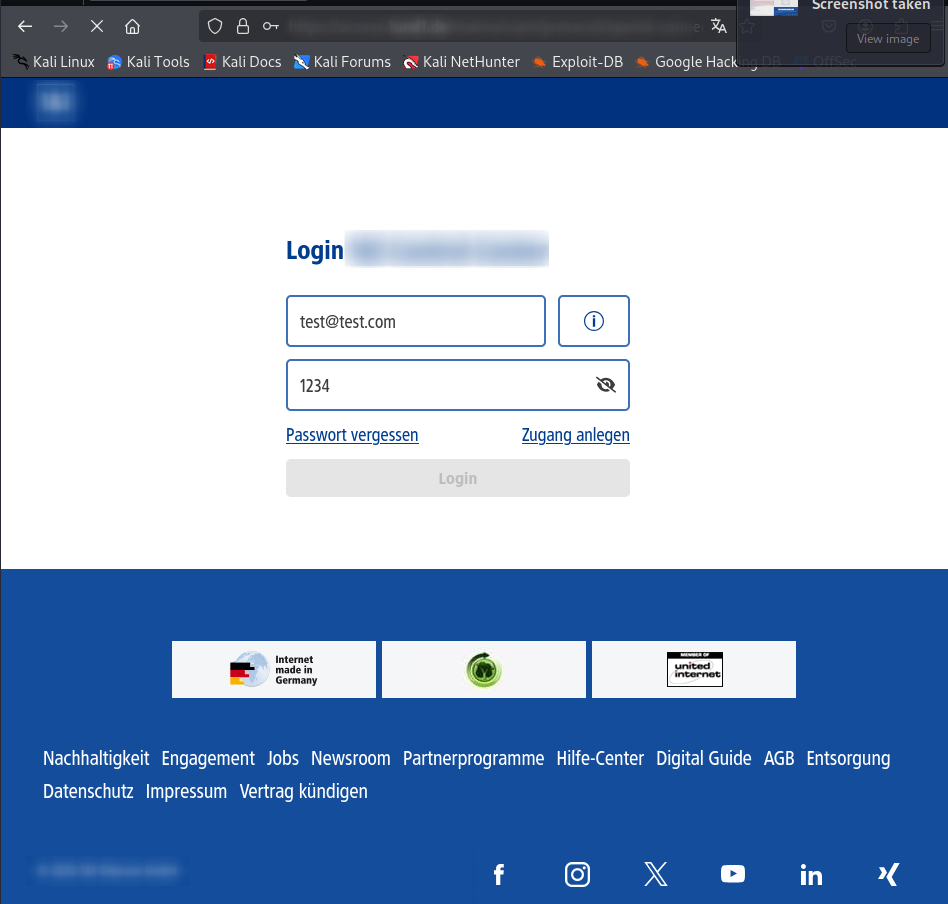 Screenshot taken
View image
Kali Linux Kali Tools Kali Docs Kali Forums Kali NetHunter Exploit-DB Google Hacking DB OffSec
Login
test@test.com
1234
Passwort vergessen Zugang anlegen
Login
Internet
made in
Germany
MEMBER OF
united
internet
Nachhaltigkeit Engagement Jobs Newsroom Partnerprogramme Hilfe-Center Digital Guide AGB Entsorgung
Datenschutz Impressum Vertrag kündigen